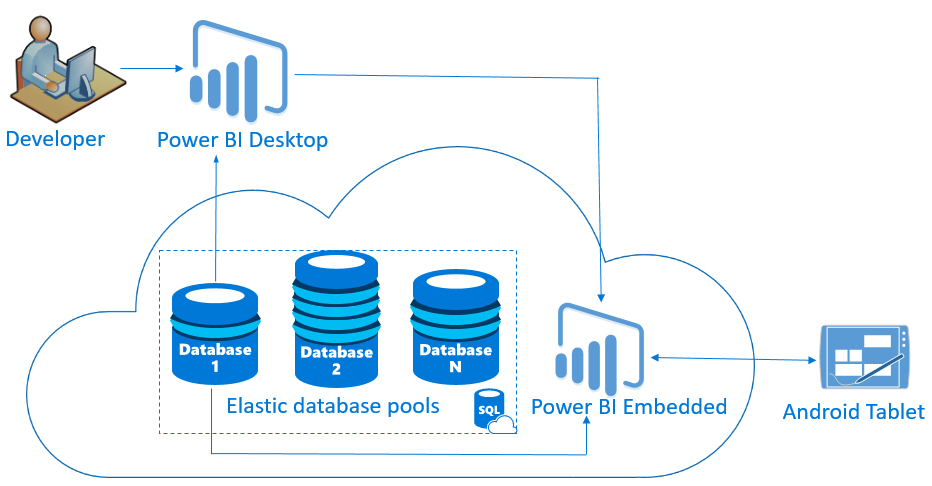 Developer
Power BI Desktop
Database
1
Database
2
Database
N
Elastic database pools
SQL
Power BI Embedded
Android Tablet